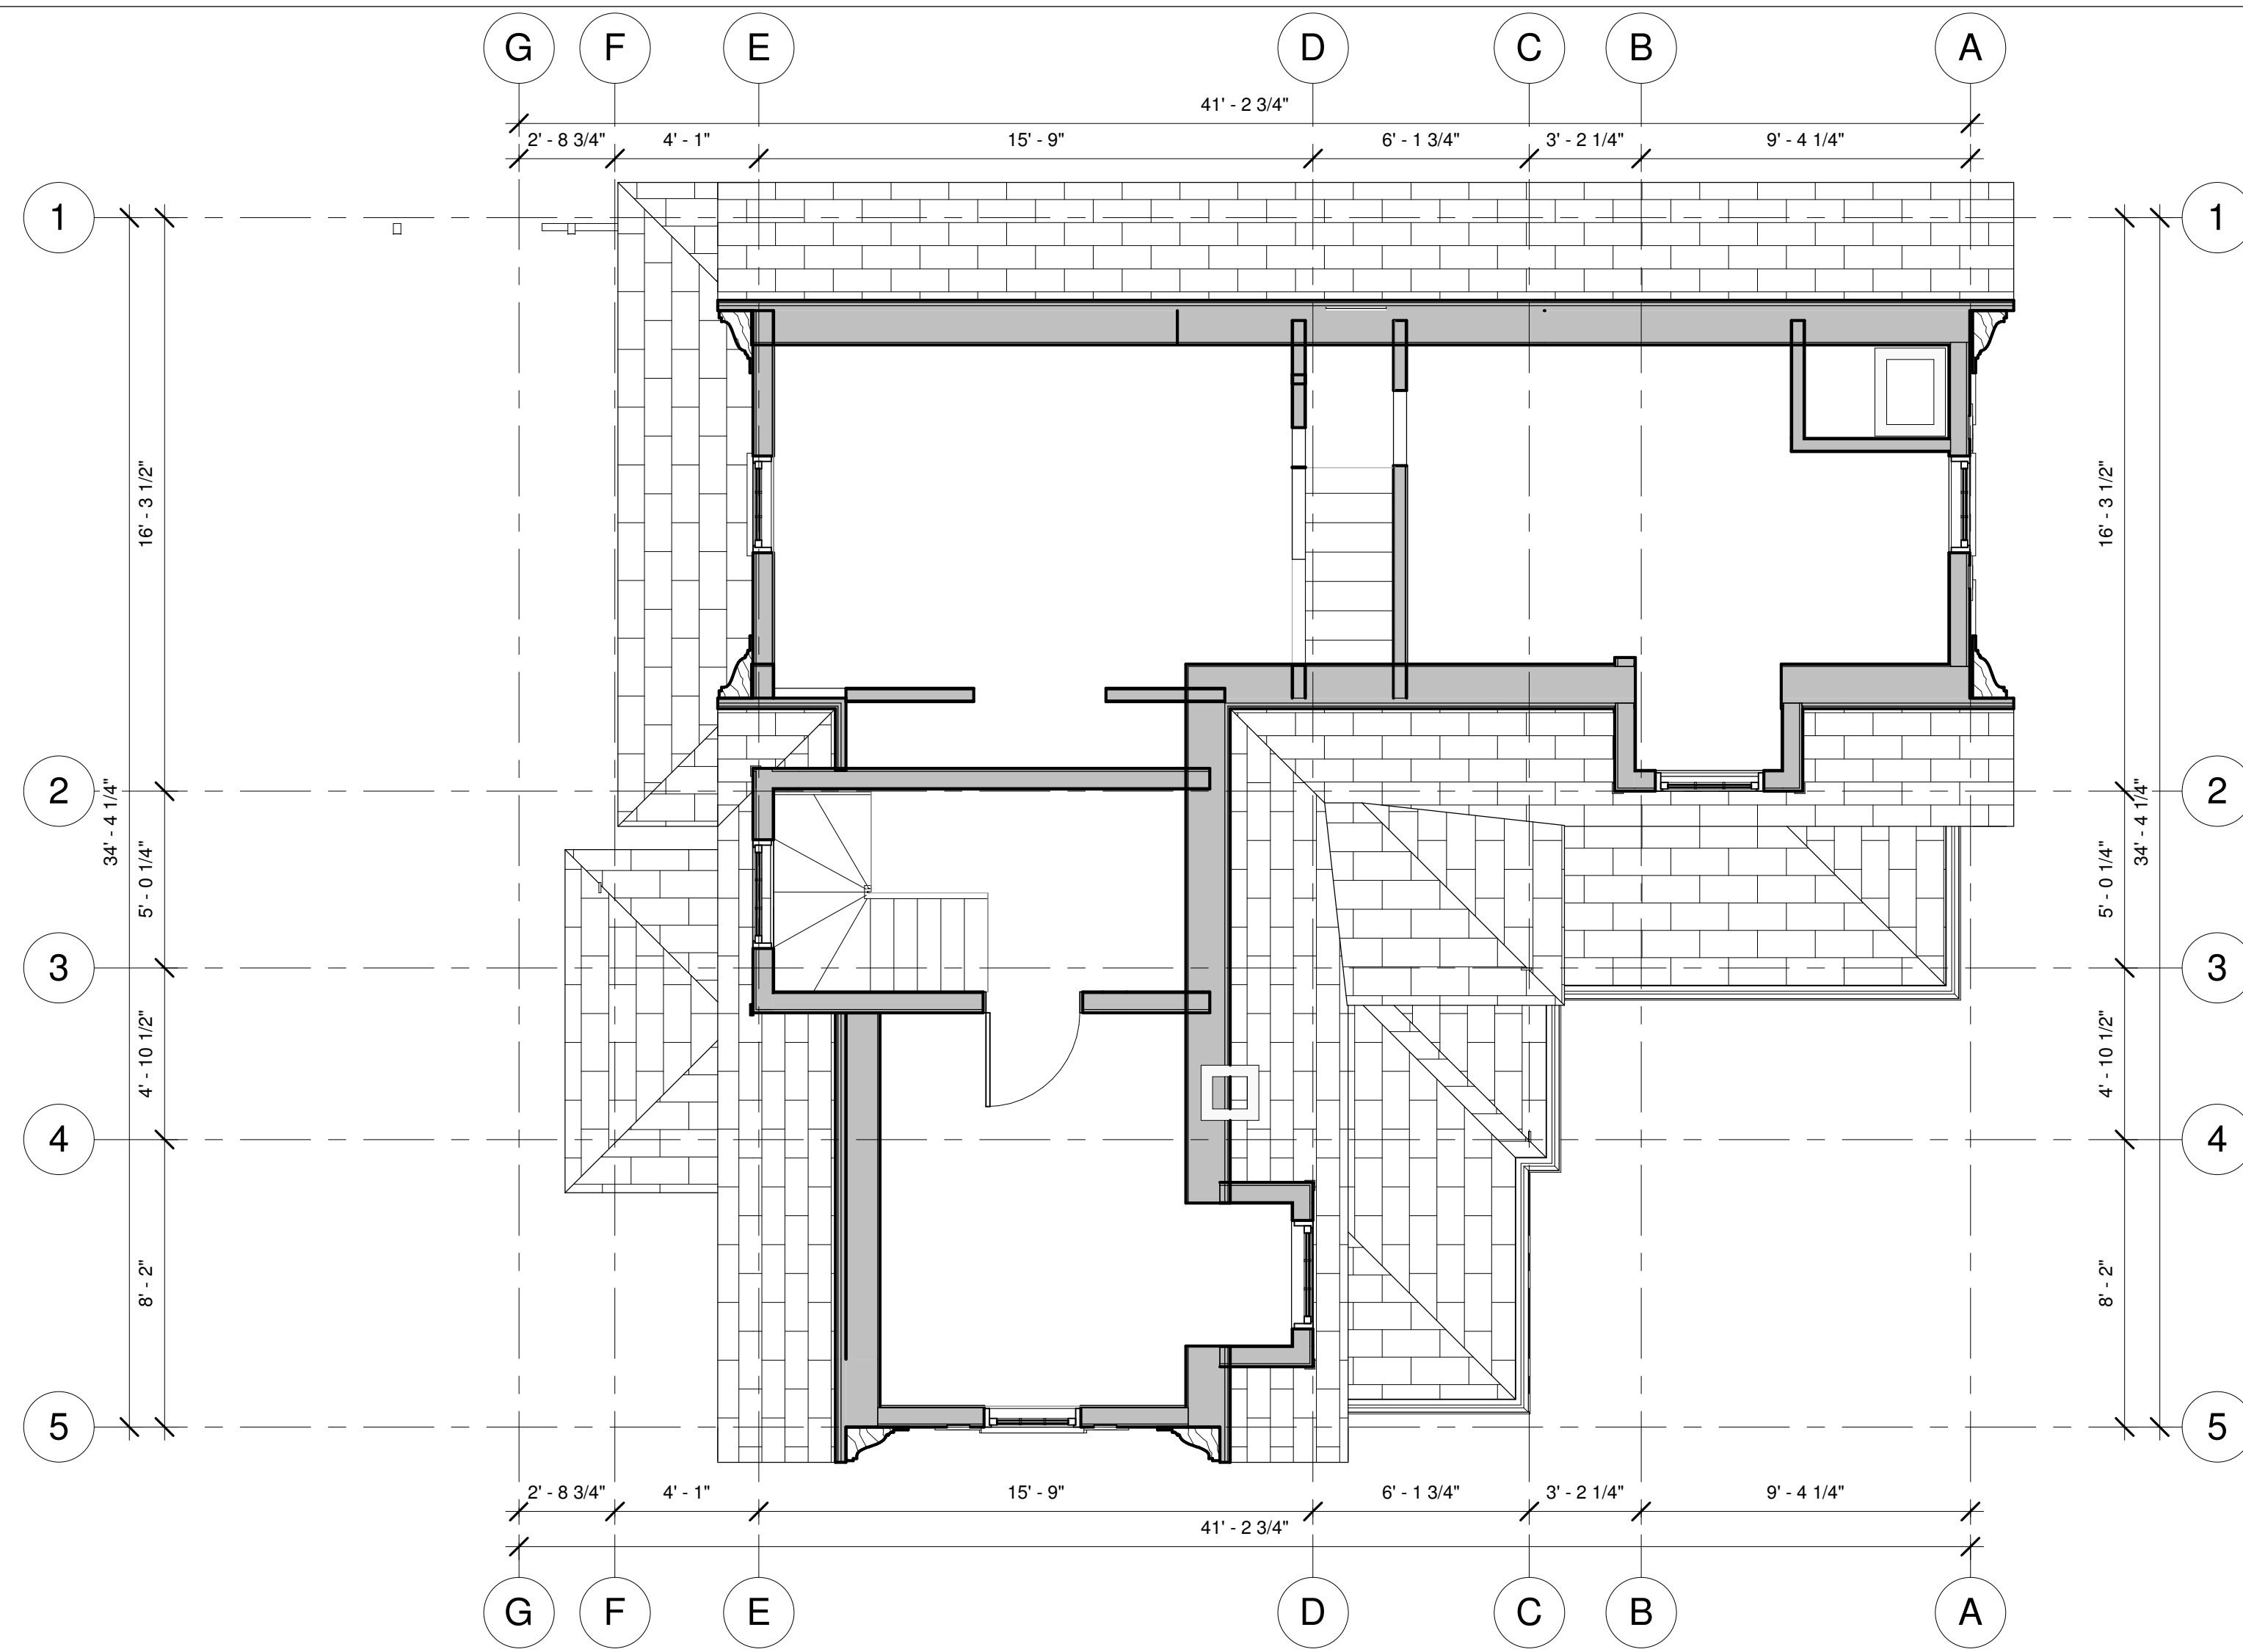 G F E D C B A
41' - 2 3/4"
2' - 8 3/4" 4' - 1" 15' - 9" 6' - 1 3/4" 3' - 2 1/4" 9' - 4 1/4"
1 1
16' - 3 1/2" 16' - 3 1/2"
2 2
34' - 4 1/4" 34' - 4 1/4"
5' - 0 1/4" 5' - 0 1/4"
3 3
4' - 10 1/2" 4' - 10 1/2"
4 4
8' - 2" 8' - 2"
5 5
2' - 8 3/4" 4' - 1" 15' - 9" 6' - 1 3/4" 3' - 2 1/4" 9' - 4 1/4"
41' - 2 3/4"
G F E D C B A